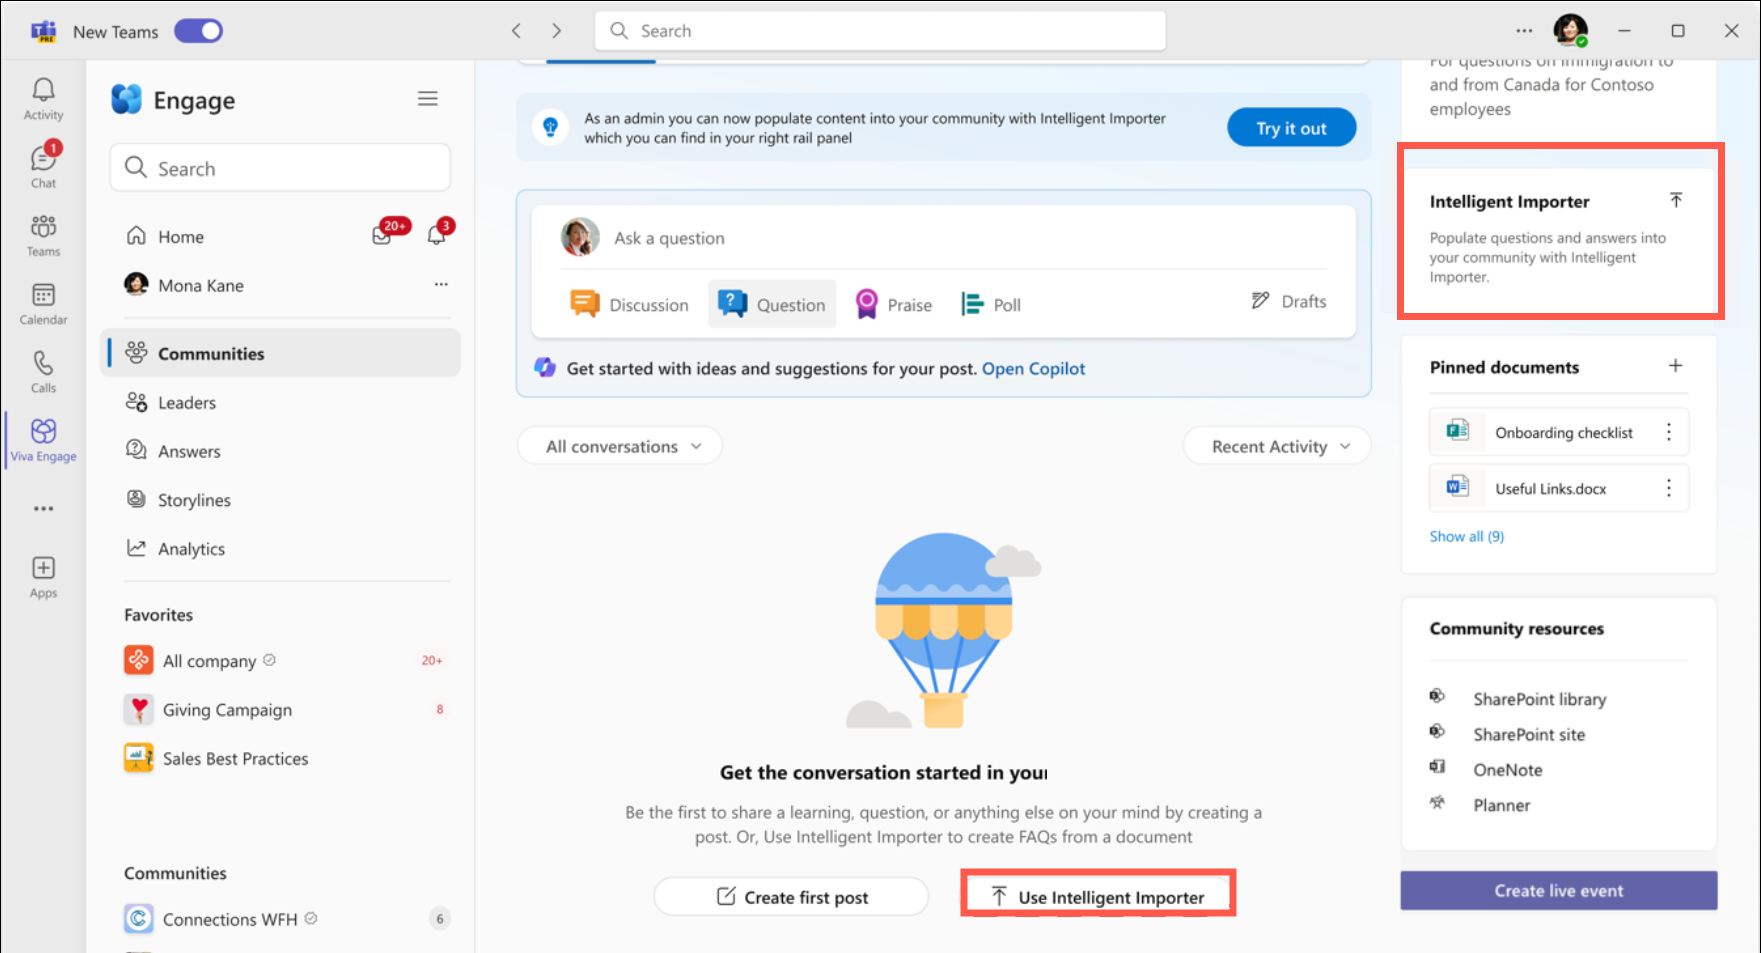 New Teams
Search
PRE
Activity
1
Chat
Teams
Calendar
Calls
Viva Engage
Apps
Engage
Search
Home
20+
3
Mona Kane
Communities
Leaders
Answers
Storylines
Analytics
Favorites
All company
20+
Giving Campaign
8
Sales Best Practices
Communities
Connections WFH
6
As an admin you can now populate content into your community with Intelligent Importer
which you can find in your right rail panel
Try it out
Ask a question
Discussion
Question
Praise
Poll
Drafts
Get started with ideas and suggestions for your post. Open Copilot
All conversations
Recent Activity
Get the conversation started in your
Be the first to share a learning, question, or anything else on your mind by creating a
post. Or, Use Intelligent Importer to create FAQs from a document
Create first post
Use Intelligent Importer
For questions on immigration to
and from Canada for Contoso
employees
Intelligent Importer
Populate questions and answers into
your community with Intelligent
Importer.
Pinned documents
Onboarding checklist
Useful Links.docx
Show all (9)
Community resources
SharePoint library
SharePoint site
OneNote
Planner
Create live event